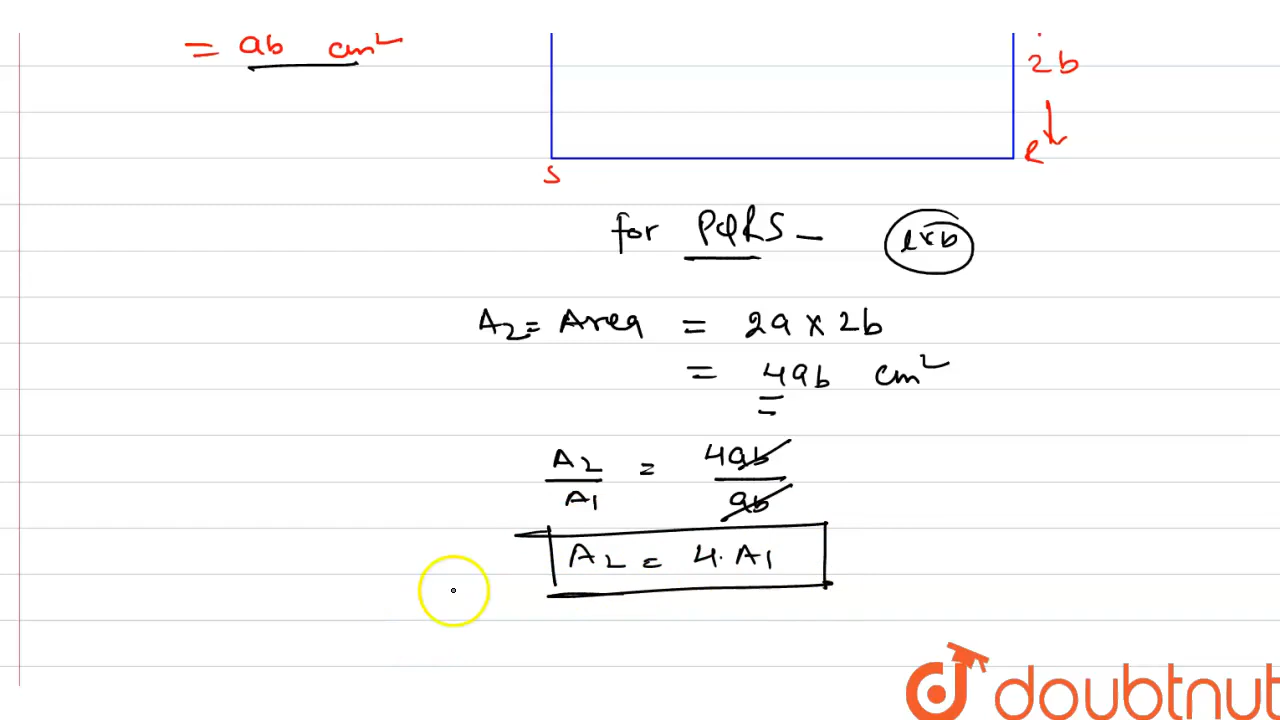 = ab cm²
2b
R
S
for PQRS -
l×b
A₂ = Area = 2a × 2b
= 4ab cm²
A₂/A₁ = 4ab/ab
A₂ = 4·A₁
doubtnut